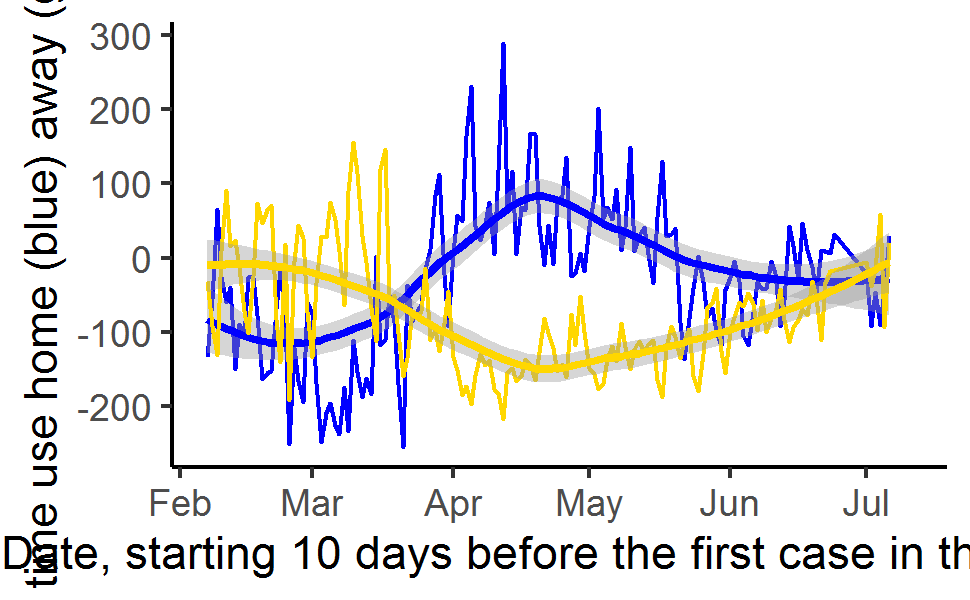 time use home (blue) away (
300
200
100
0
-100
-200
Feb Mar Apr May Jun Jul
Date, starting 10 days before the first case in th